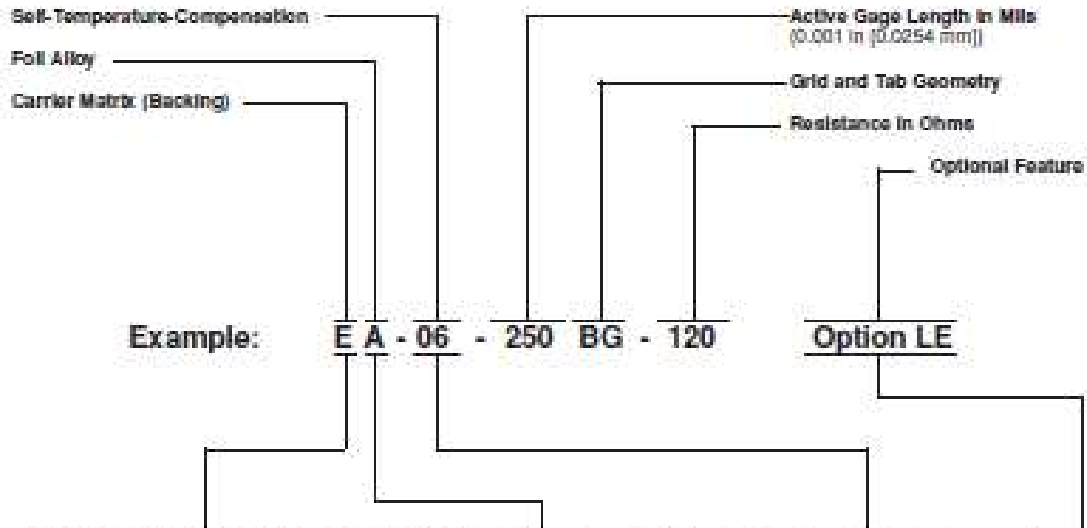 Self-Temperature-Compensation
Foil Alloy
Carrier Matrix (Backing)
Active Gage Length in Mils
(0.001 in [0.0254 mm])
Grid and Tab Geometry
Resistance in Ohms
Optional Feature
Example: E A - 06 - 250 BG - 120 Option LE